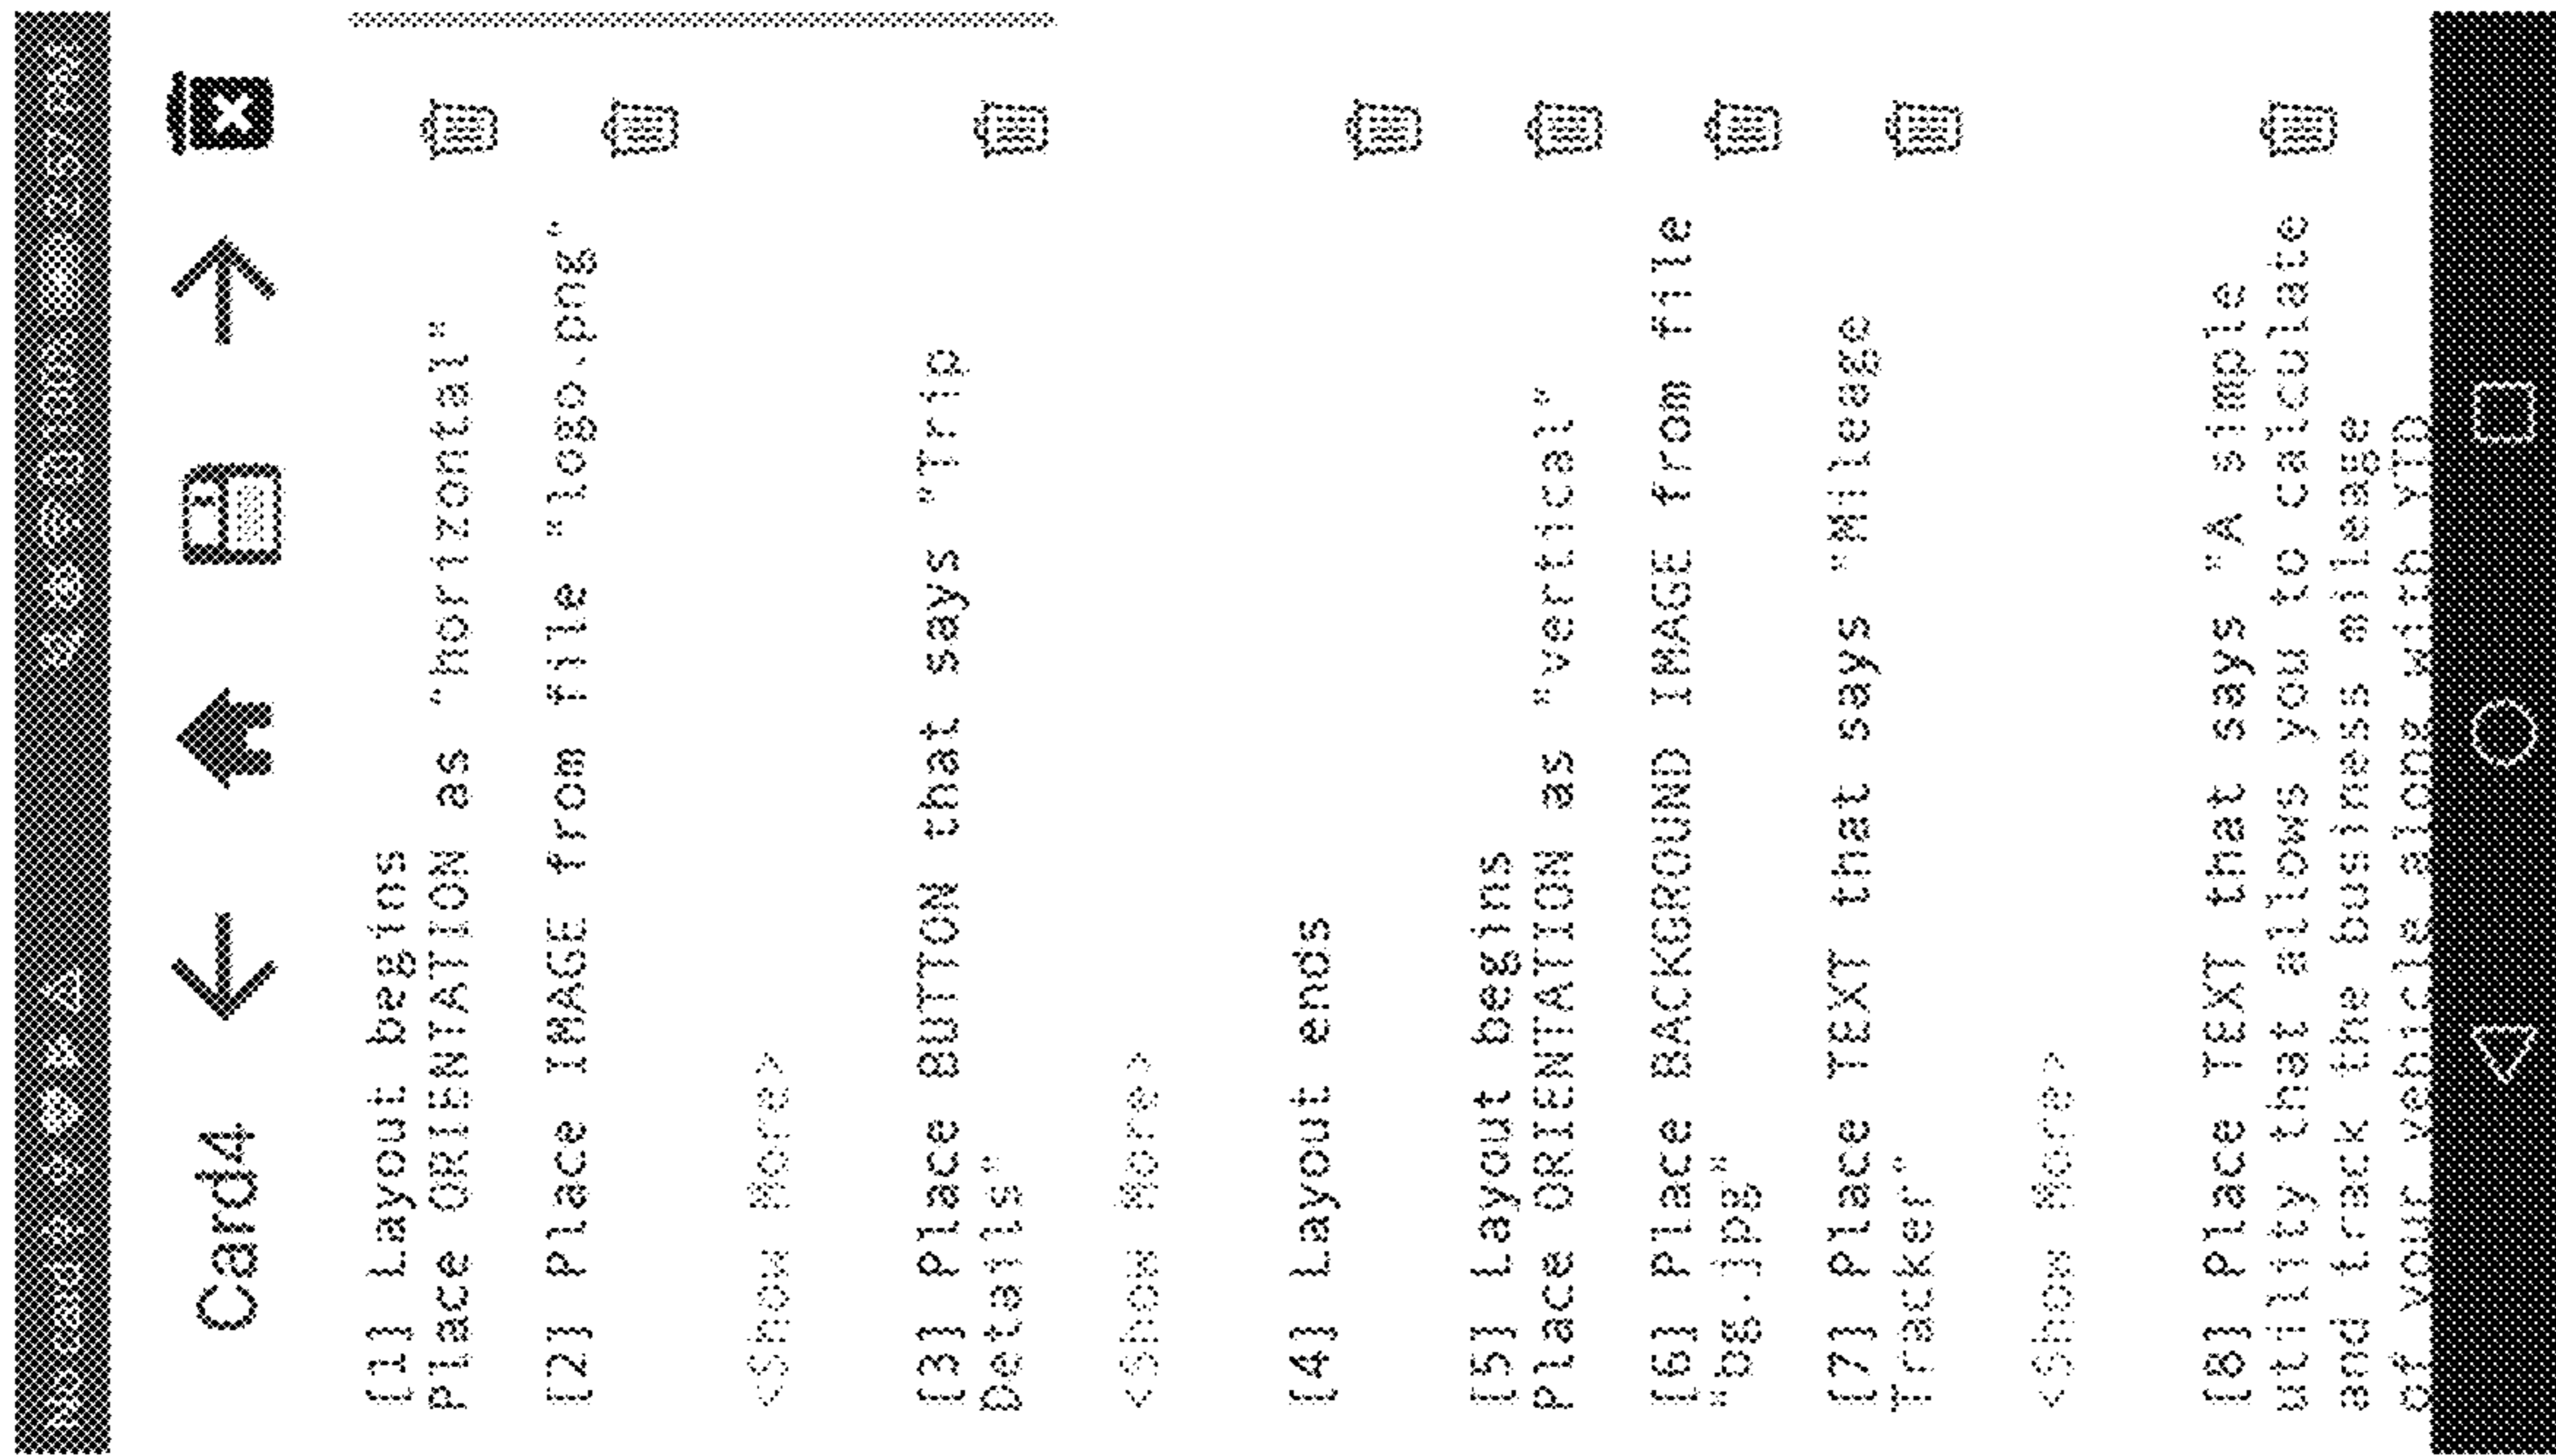 Card4
[1] Layout begins
Place ORIENTATION as "horizontal"
[2] Place IMAGE from file "logo.png"
<Show More>
[3] Place BUTTON that says "Trip
Details"
<Show More>
[4] Layout ends
[5] Layout begins
Place ORIENTATION as "vertical"
[6] Place BACKGROUND IMAGE from file
"bg.jpg"
[7] Place TEXT that says "Mileage
Tracker"
<Show More>
[8] Place TEXT that says "A simple
utility that allows you to calculate
and track the business mileage
of your vehicle along with YTD